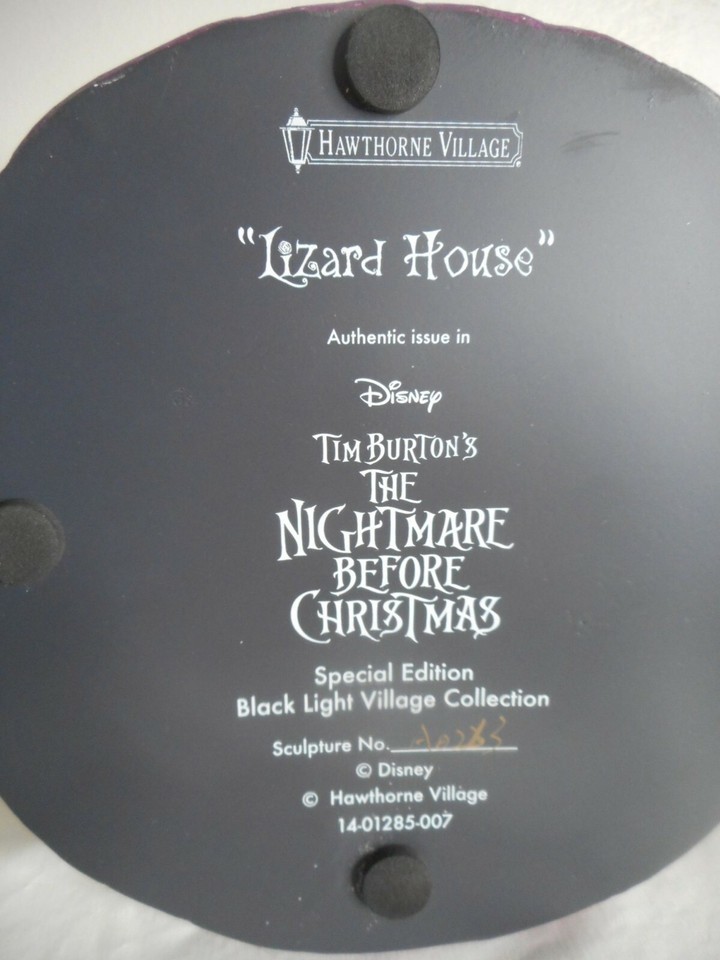 HAWTHORNE VILLAGE
"Lizard House"
Authentic issue in
Disney
TIM BURTON'S
THE
NIGHTMARE
BEFORE
CHRISTMAS
Special Edition
Black Light Village Collection
Sculpture No.
© Disney
© Hawthorne Village
14-01285-007